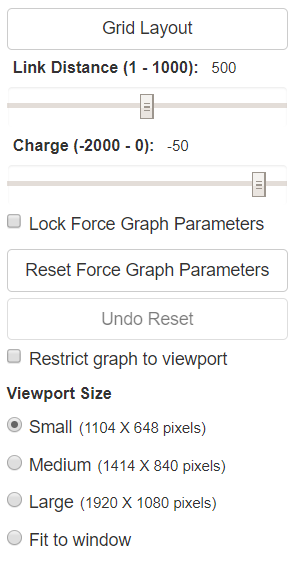 Grid Layout
Link Distance (1 - 1000): 500
Charge (-2000 - 0): -50
Lock Force Graph Parameters
Reset Force Graph Parameters
Undo Reset
Restrict graph to viewport
Viewport Size
Small (1104 X 648 pixels)
Medium (1414 X 840 pixels)
Large (1920 X 1080 pixels)
Fit to window